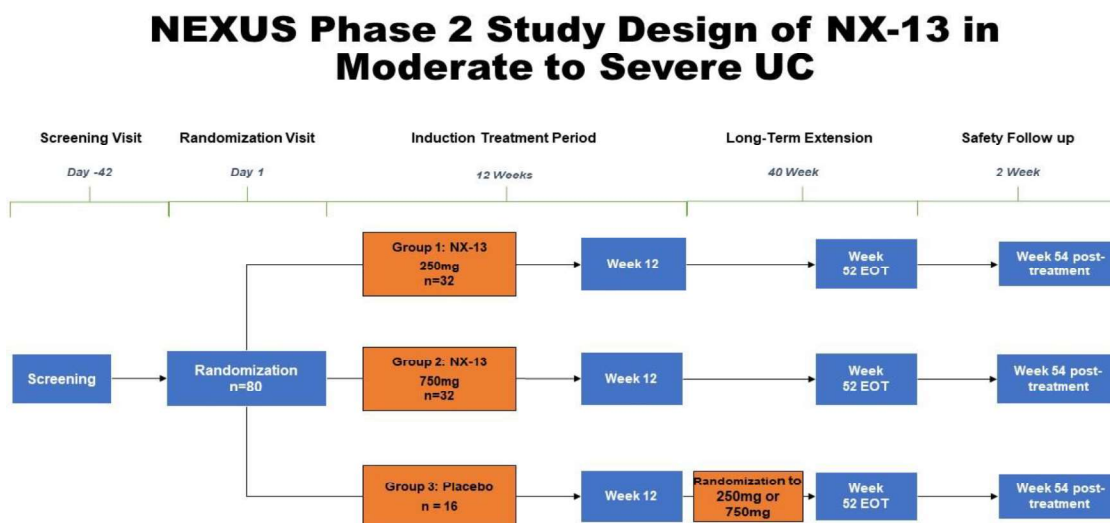 NEXUS Phase 2 Study Design of NX-13 in
Moderate to Severe UC
Screening Visit
Randomization Visit
Induction Treatment Period
Long-Term Extension
Safety Follow up
Day -42
Day 1
12 Weeks
40 Week
2 Week
Group 1: NX-13
250mg
n=32
Week 12
Week
52 EOT
Week 54 post-
treatment
Screening
Randomization
n=80
Group 2: NX-13
750mg
n=32
Week 12
Week
52 EOT
Week 54 post-
treatment
Group 3: Placebo
n = 16
Week 12
Randomization to
250mg or
750mg
Week
52 EOT
Week 54 post-
treatment